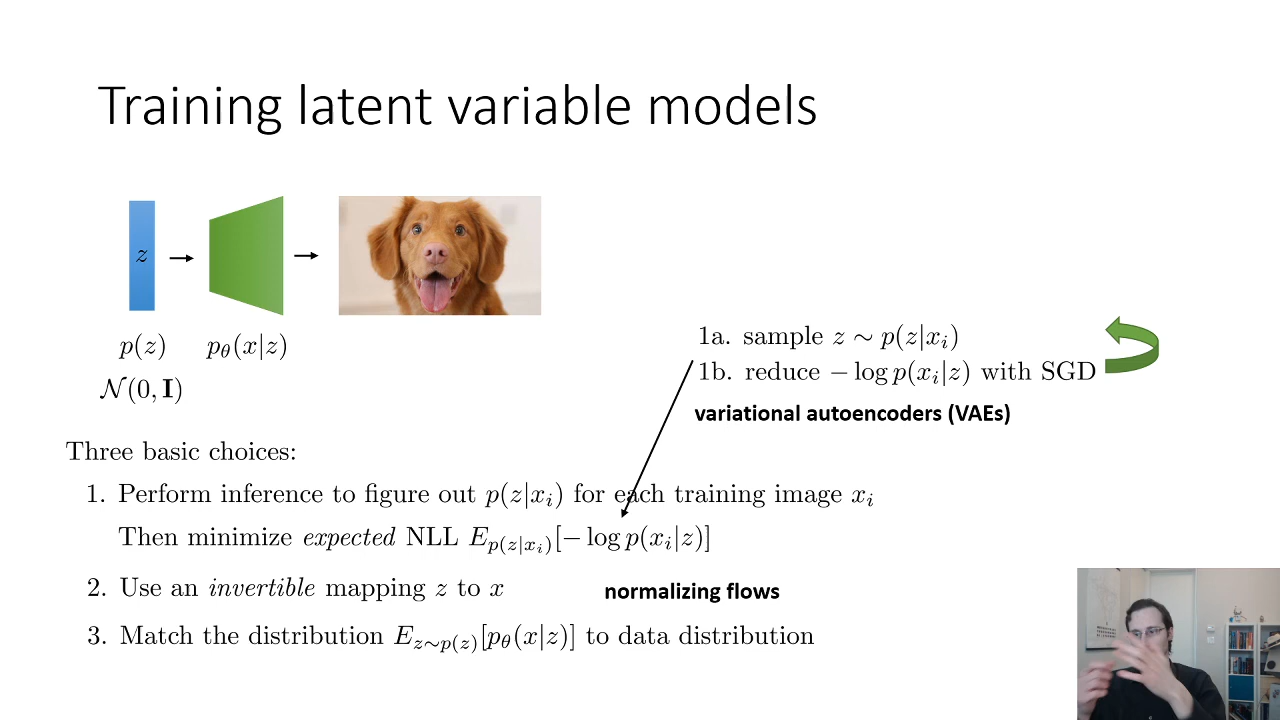 Training latent variable models
z
p(z)
p_θ(x|z)
𝒩(0, I)
1a. sample z ∼ p(z|x_i)
1b. reduce − log p(x_i|z) with SGD
variational autoencoders (VAEs)
Three basic choices:
1. Perform inference to figure out p(z|x_i) for each training image x_i
Then minimize expected NLL E_{p(z|x_i)}[− log p(x_i|z)]
2. Use an invertible mapping z to x
normalizing flows
3. Match the distribution E_{z∼p(z)}[p_θ(x|z)] to data distribution